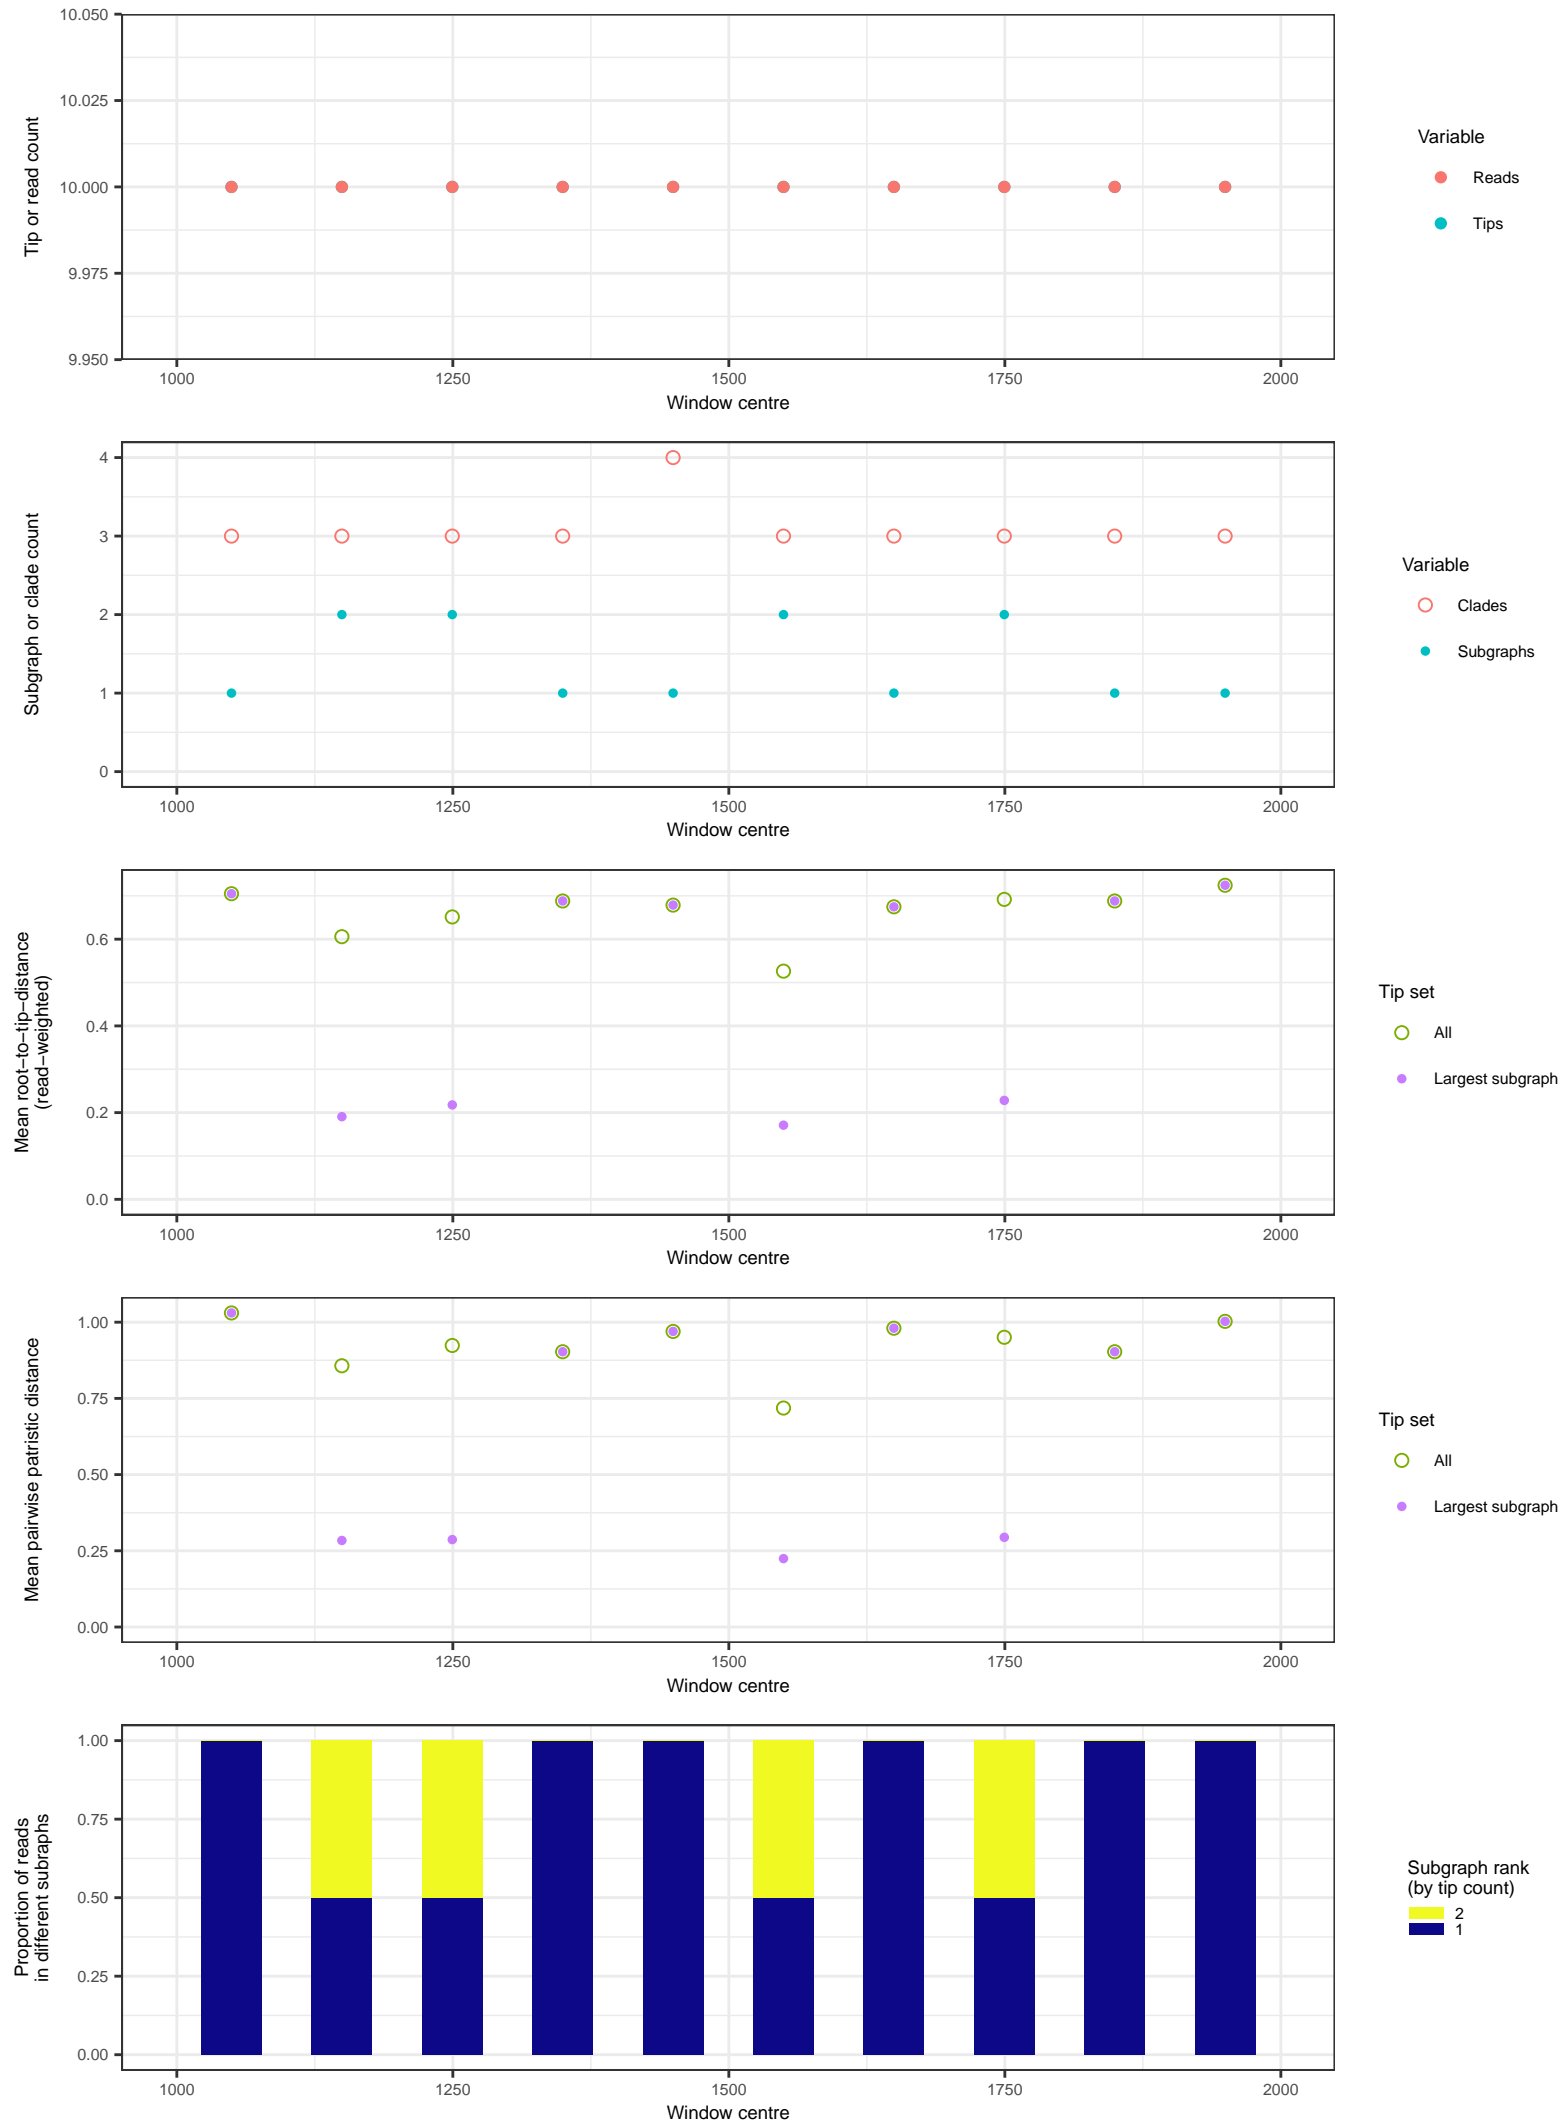 10.050
10.025
10.000
9.975
9.950
Tip or read count
1000 1250 1500 1750 2000
Window centre
Variable
Reads
Tips
4
3
2
1
0
Subgraph or clade count
1000 1250 1500 1750 2000
Window centre
Variable
Clades
Subgraphs
0.6
0.4
0.2
0.0
Mean root−to−tip−distance
(read−weighted)
1000 1250 1500 1750 2000
Window centre
Tip set
All
Largest subgraph
1.00
0.75
0.50
0.25
0.00
Mean pairwise patristic distance
1000 1250 1500 1750 2000
Window centre
Tip set
All
Largest subgraph
1.00
0.75
0.50
0.25
0.00
Proportion of reads
in different subraphs
1000 1250 1500 1750 2000
Window centre
Subgraph rank
(by tip count)
2
1